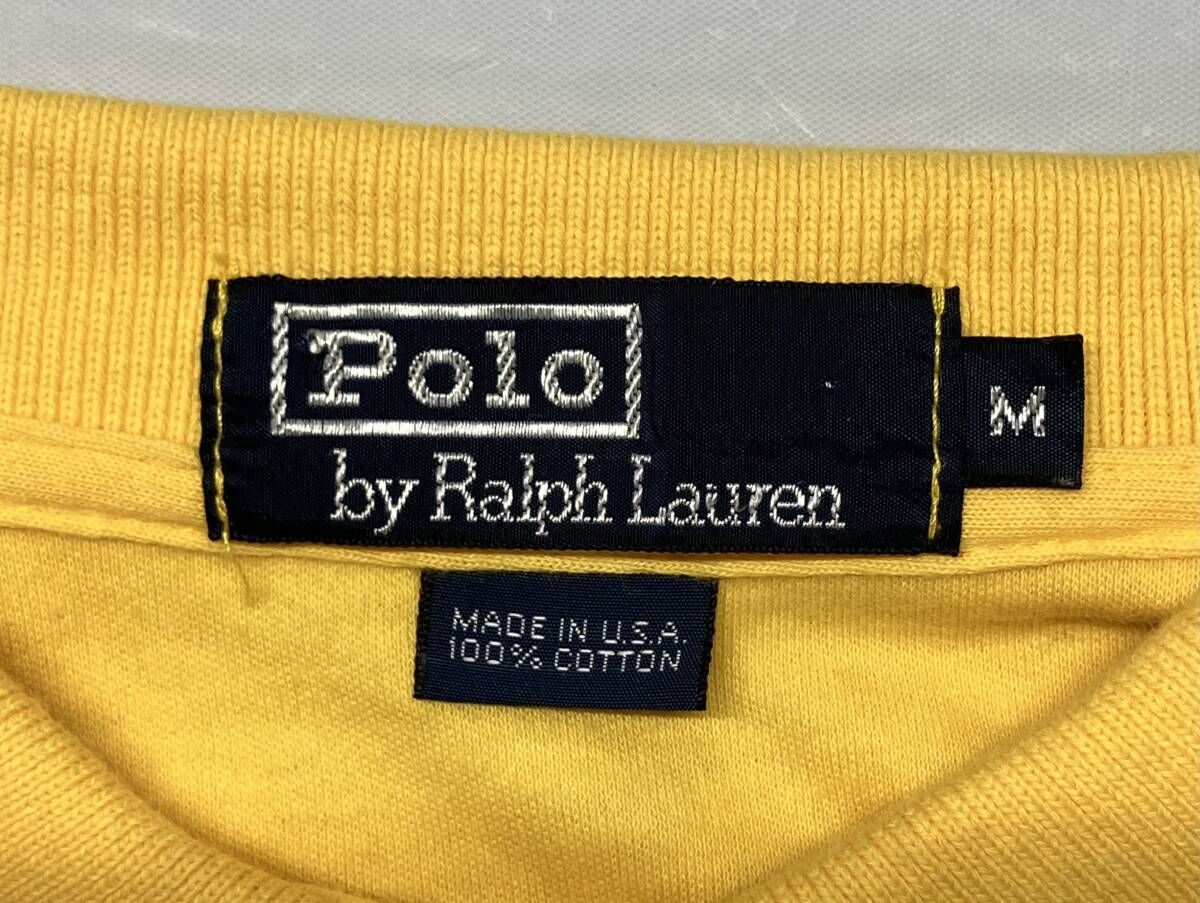 Polo
by Ralph Lauren
M
MADE IN U.S.A.
100% COTTON